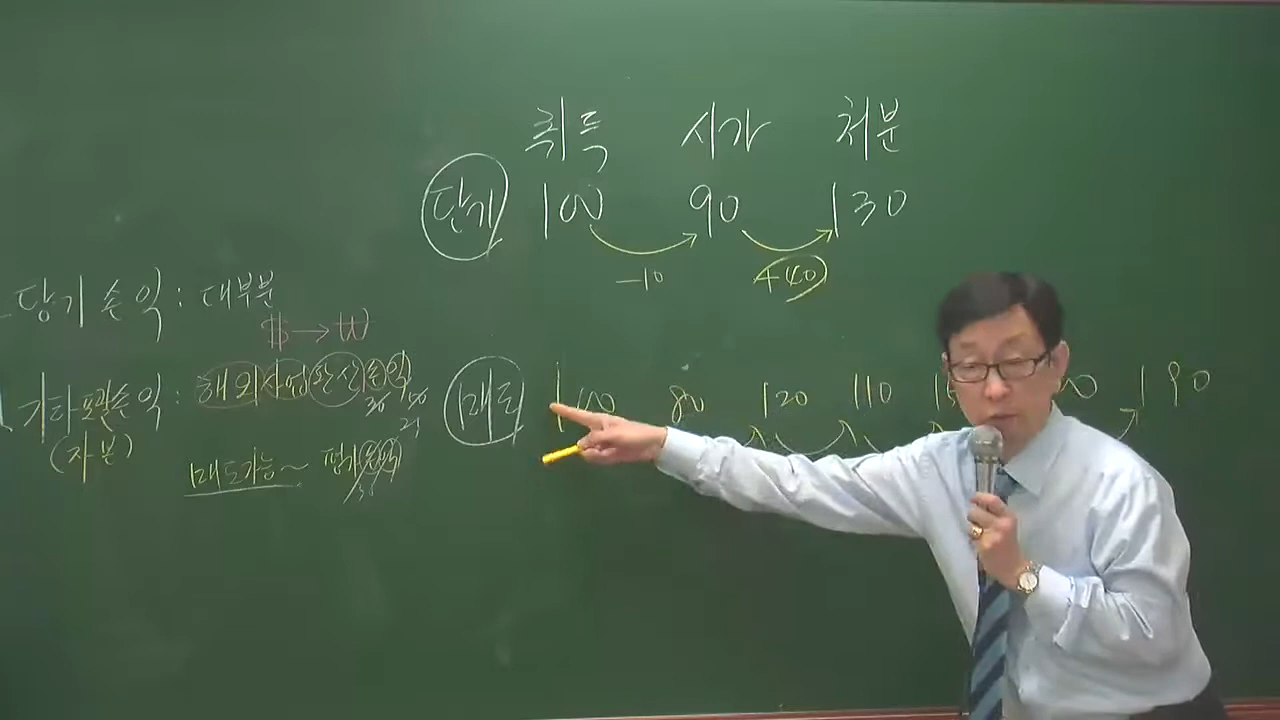 취득 시가 처분
단기 100 90 130
-10 +40
당기손익 : 대부분
$ → ₩
기타포괄손익 : 해외사업환산손익
(자본)
매도가능~ 평가손익
매도 100 80 120 110 190